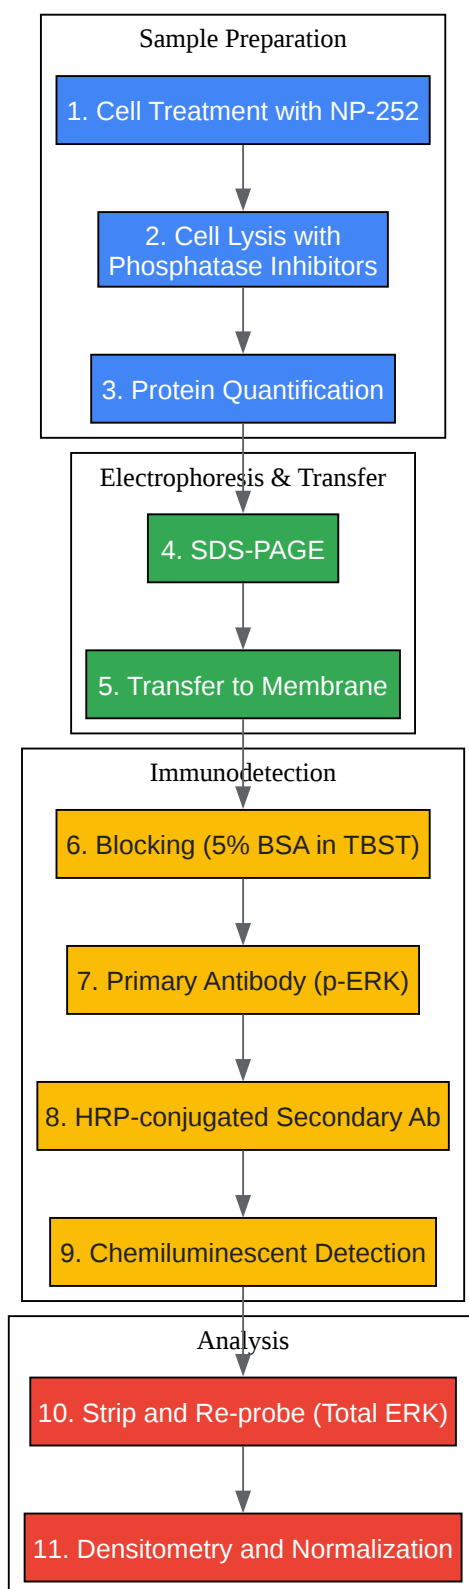 Sample Preparation
1. Cell Treatment with NP-252
2. Cell Lysis with
Phosphatase Inhibitors
3. Protein Quantification
Electrophoresis & Transfer
4. SDS-PAGE
5. Transfer to Membrane
Immunodetection
6. Blocking (5% BSA in TBST)
7. Primary Antibody (p-ERK)
8. HRP-conjugated Secondary Ab
9. Chemiluminescent Detection
Analysis
10. Strip and Re-probe (Total ERK)
11. Densitometry and Normalization